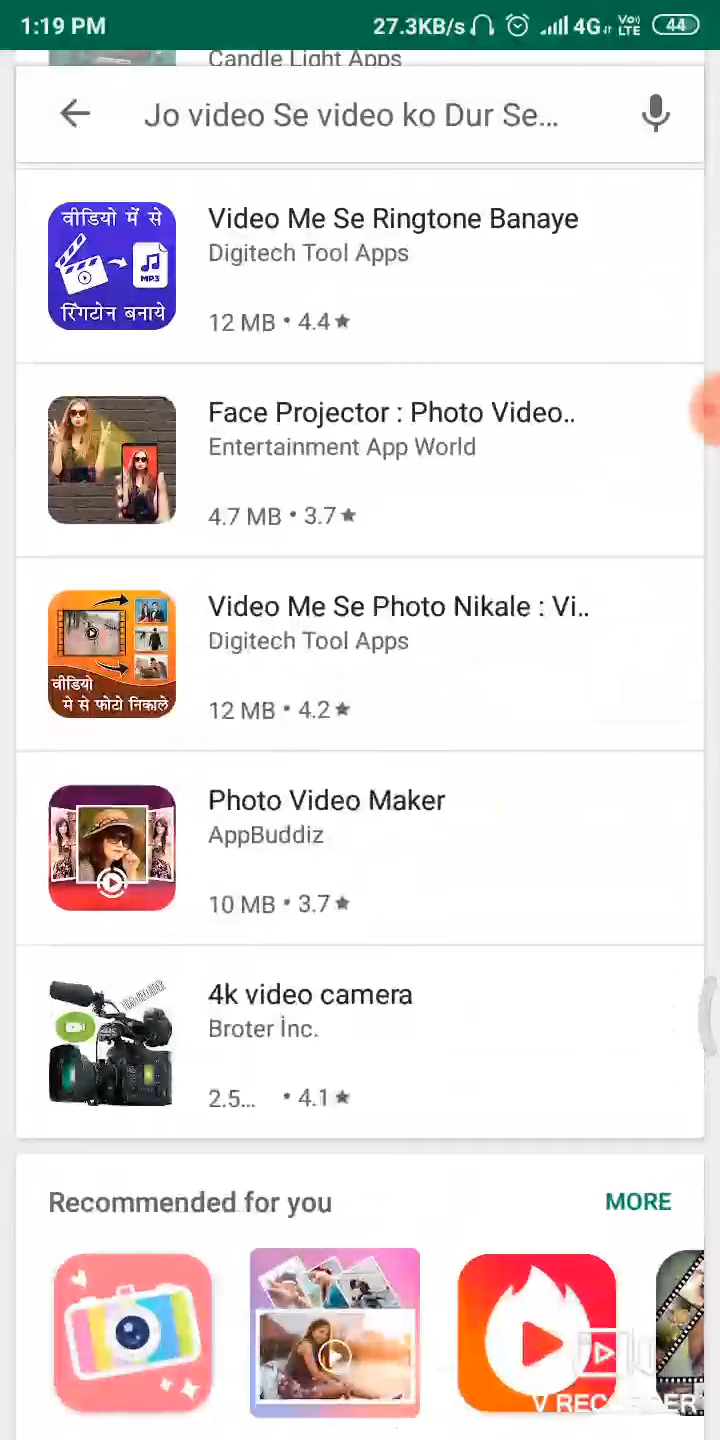 1:19 PM
27.3KB/s 4G Vo)) LTE 44
Candle Light Apps
Jo video Se video ko Dur Se...
वीडियो में से
MP3
रिंगटोन बनाये
Video Me Se Ringtone Banaye
Digitech Tool Apps
12 MB • 4.4★
Face Projector : Photo Video..
Entertainment App World
4.7 MB • 3.7★
वीडियो
मे से फोटो निकाले
Video Me Se Photo Nikale : Vi..
Digitech Tool Apps
12 MB • 4.2★
Photo Video Maker
AppBuddiz
10 MB • 3.7★
4k video camera
Broter İnc.
2.5... • 4.1★
Recommended for you
MORE
V RECORDER